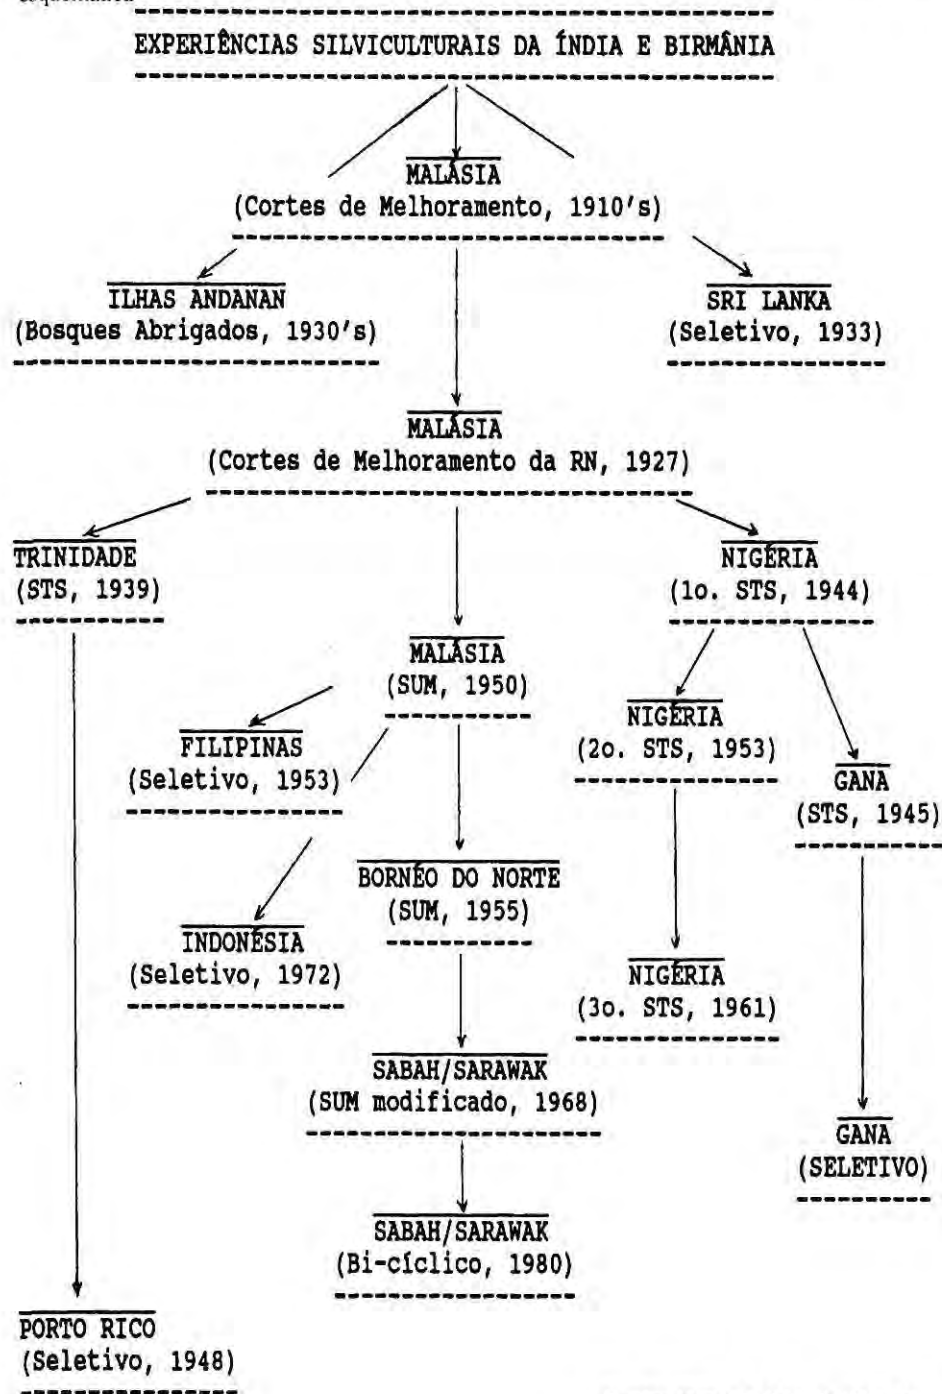 EXPERIÊNCIAS SILVICULTURAIS DA ÍNDIA E BIRMÂNIA
MALÁSIA
(Cortes de Melhoramento, 1910's)
ILHAS ANDANAN
(Bosques Abrigados, 1930's)
SRI LANKA
(Seletivo, 1933)
MALÁSIA
(Cortes de Melhoramento da RN, 1927)
TRINIDADE
(STS, 1939)
NIGÉRIA
(1o. STS, 1944)
MALÁSIA
(SUM, 1950)
NIGÉRIA
(2o. STS, 1953)
FILIPINAS
(Seletivo, 1953)
GANA
(STS, 1945)
BORNÉO DO NORTE
(SUM, 1955)
INDONÉSIA
(Seletivo, 1972)
NIGÉRIA
(3o. STS, 1961)
SABAH/SARAWAK
(SUM modificado, 1968)
GANA
(SELETIVO)
SABAH/SARAWAK
(Bi-cíclico, 1980)
PORTO RICO
(Seletivo, 1948)